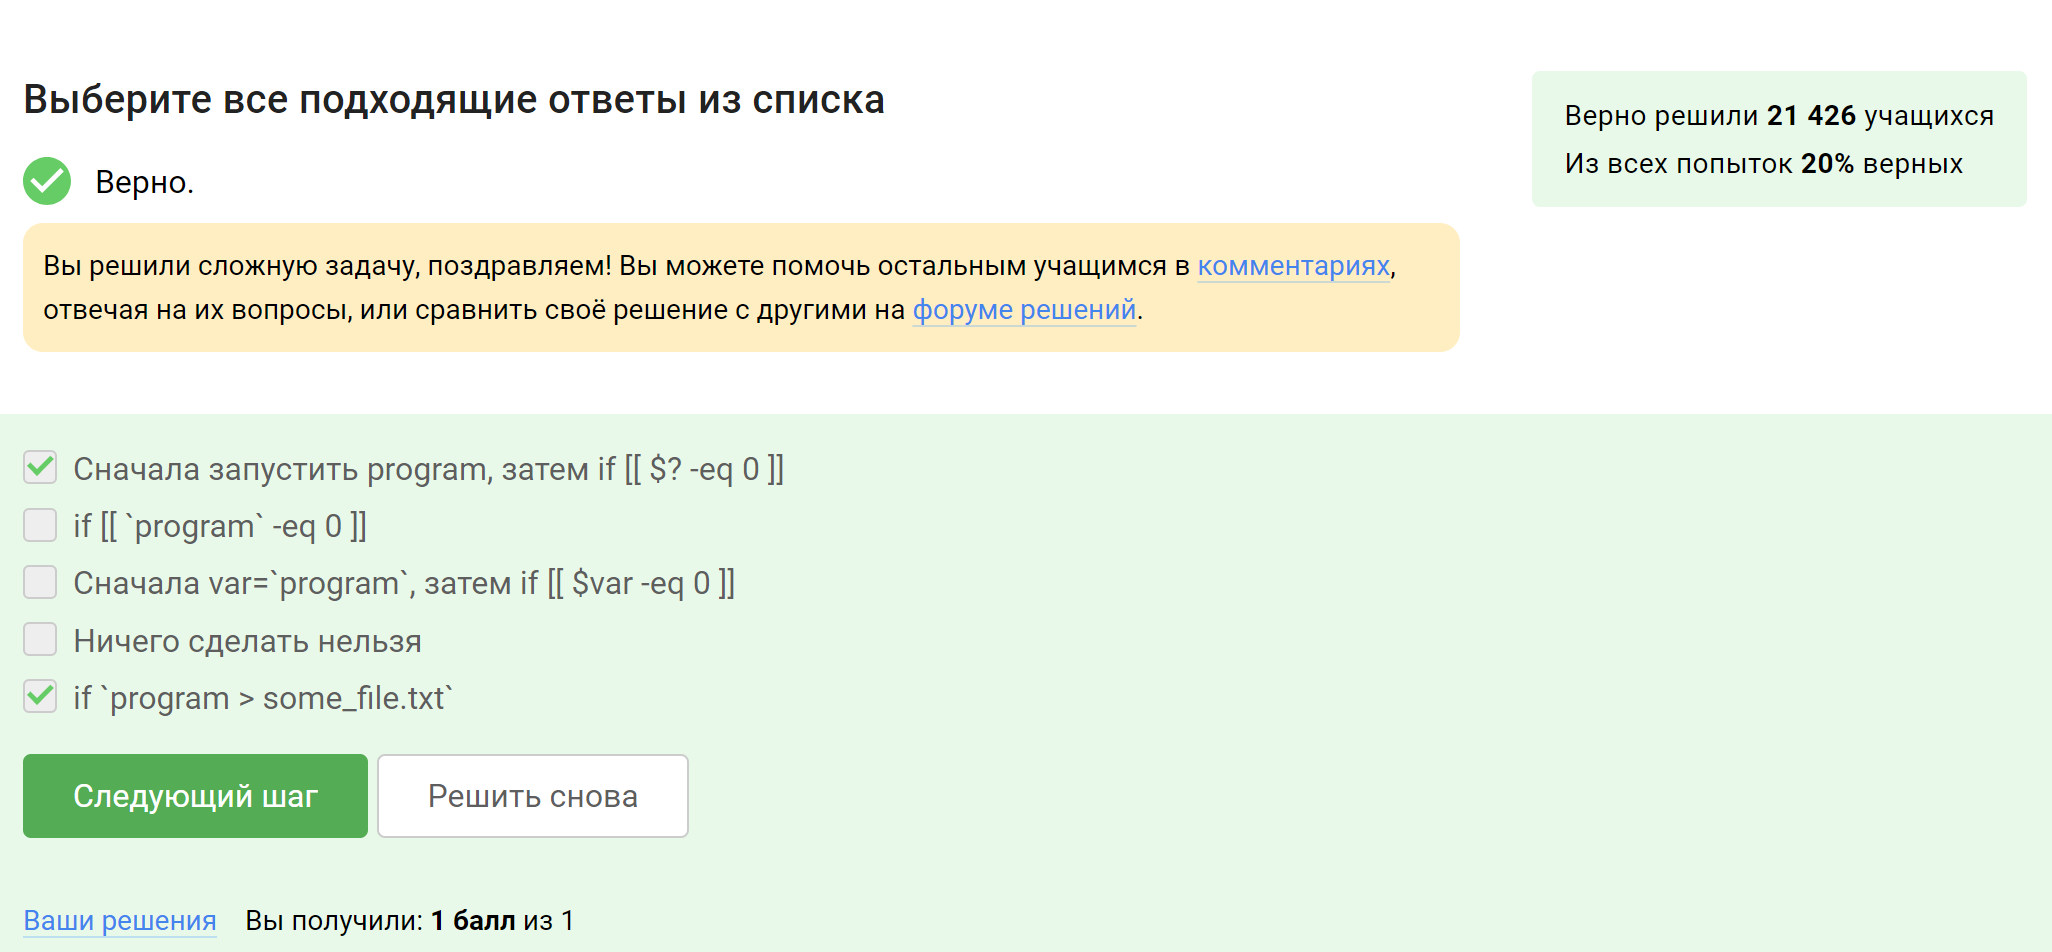 Выберите все подходящие ответы из списка
Верно решили 21 426 учащихся
Из всех попыток 20% верных
Верно.
Вы решили сложную задачу, поздравляем! Вы можете помочь остальным учащимся в комментариях,
отвечая на их вопросы, или сравнить своё решение с другими на форуме решений.
Сначала запустить program, затем if [[ $? -eq 0 ]]
if [[ `program` -eq 0 ]]
Сначала var=`program`, затем if [[ $var -eq 0 ]]
Ничего сделать нельзя
if `program > some_file.txt`
Следующий шаг
Решить снова
Ваши решения
Вы получили: 1 балл из 1